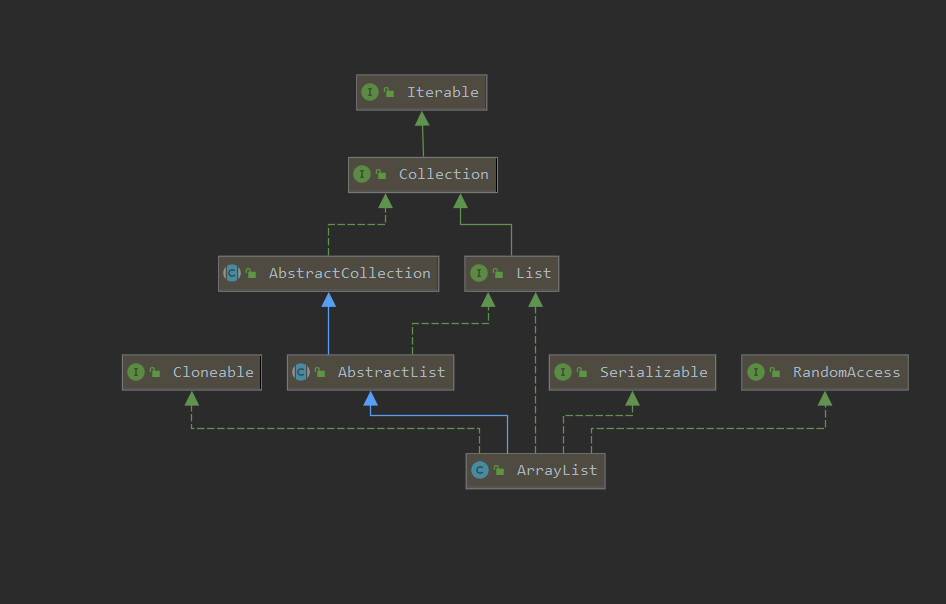 I Iterable
I Collection
C AbstractCollection
I List
I Cloneable
C AbstractList
I Serializable
I RandomAccess
C ArrayList